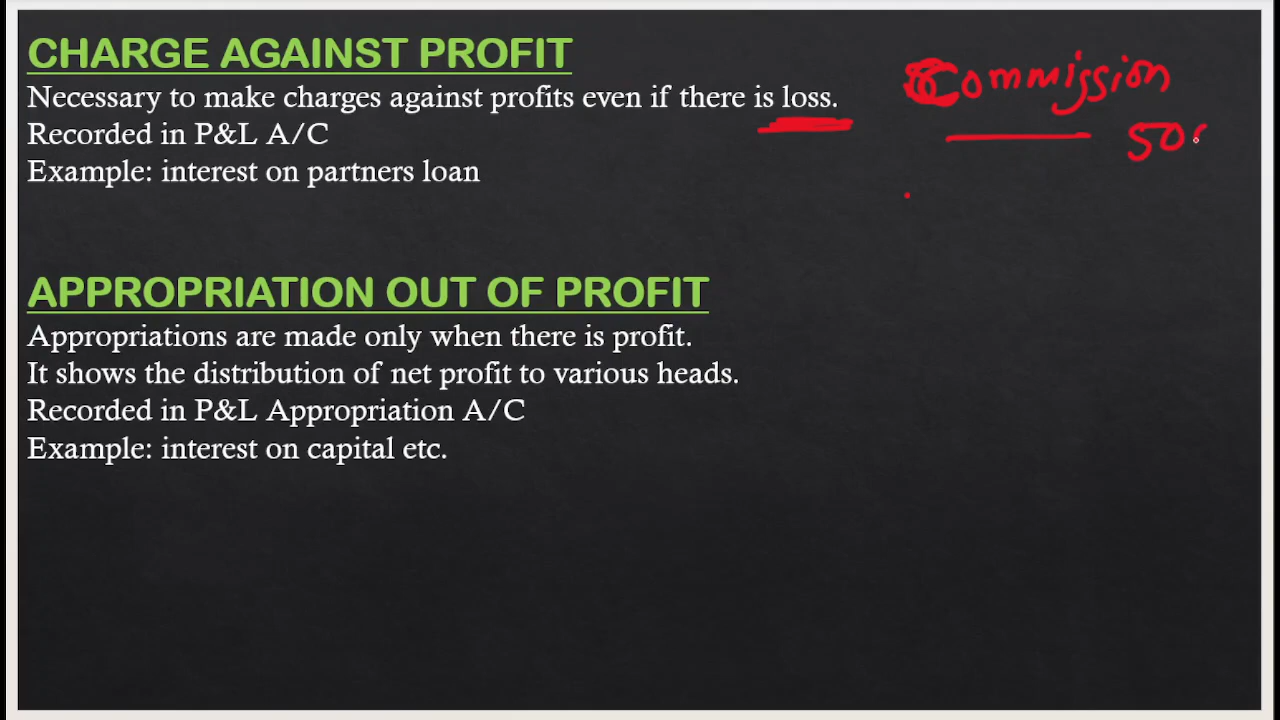 CHARGE AGAINST PROFIT
Necessary to make charges against profits even if there is loss.
Recorded in P&L A/C
Example: interest on partners loan
Commission
APPROPRIATION OUT OF PROFIT
Appropriations are made only when there is profit.
It shows the distribution of net profit to various heads.
Recorded in P&L Appropriation A/C
Example: interest on capital etc.